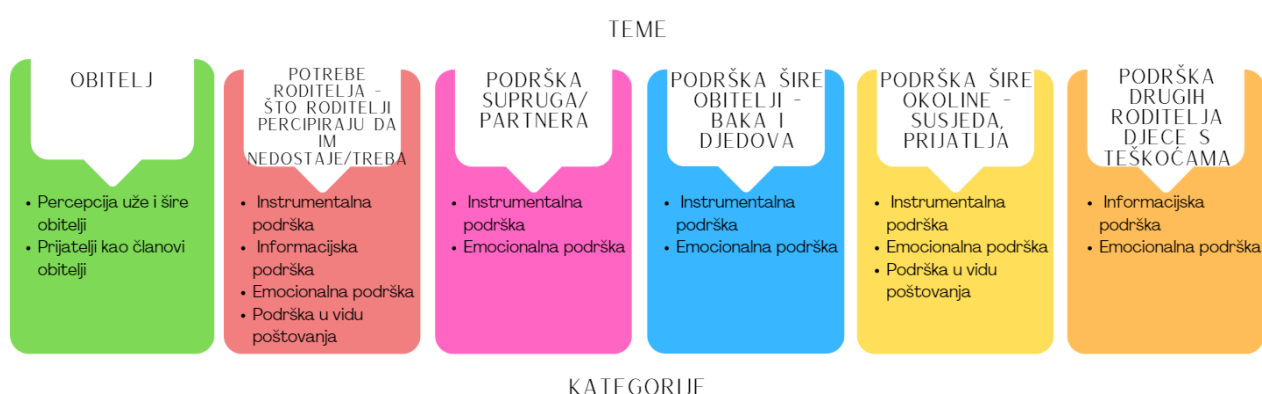 TEME
OBITELJ
POTREBE
RODITELJA -
ŠTO RODITELJI
PERCIPIRAJU DA
IM
NEDOSTAJE/TREBA
PODRŠKA
SUPRUGA/
PARTNERA
PODRŠKA ŠIRE
OBITELJI -
BAKA I
DJEDOVA
PODRŠKA ŠIRE
OKOLINE -
SUSJEDA,
PRIJATLJA
PODRŠKA
DRUGIH
RODITELJA
DJECE S
TEŠKOĆAMA
• Percepcija uže i šire
obitelji
• Prijatelji kao članovi
obitelji
• Instrumentalna
podrška
• Informacijska
podrška
• Emocionalna podrška
• Podrška u vidu
poštovanja
• Instrumentalna
podrška
• Emocionalna podrška
• Instrumentalna
podrška
• Emocionalna podrška
• Instrumentalna
podrška
• Emocionalna podrška
• Podrška u vidu
poštovanja
• Informacijska
podrška
• Emocionalna podrška
KATEGORIJE